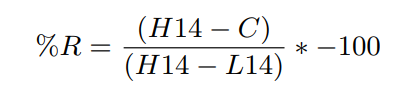 %R = (H14 − C) / (H14 − L14) ∗ −100